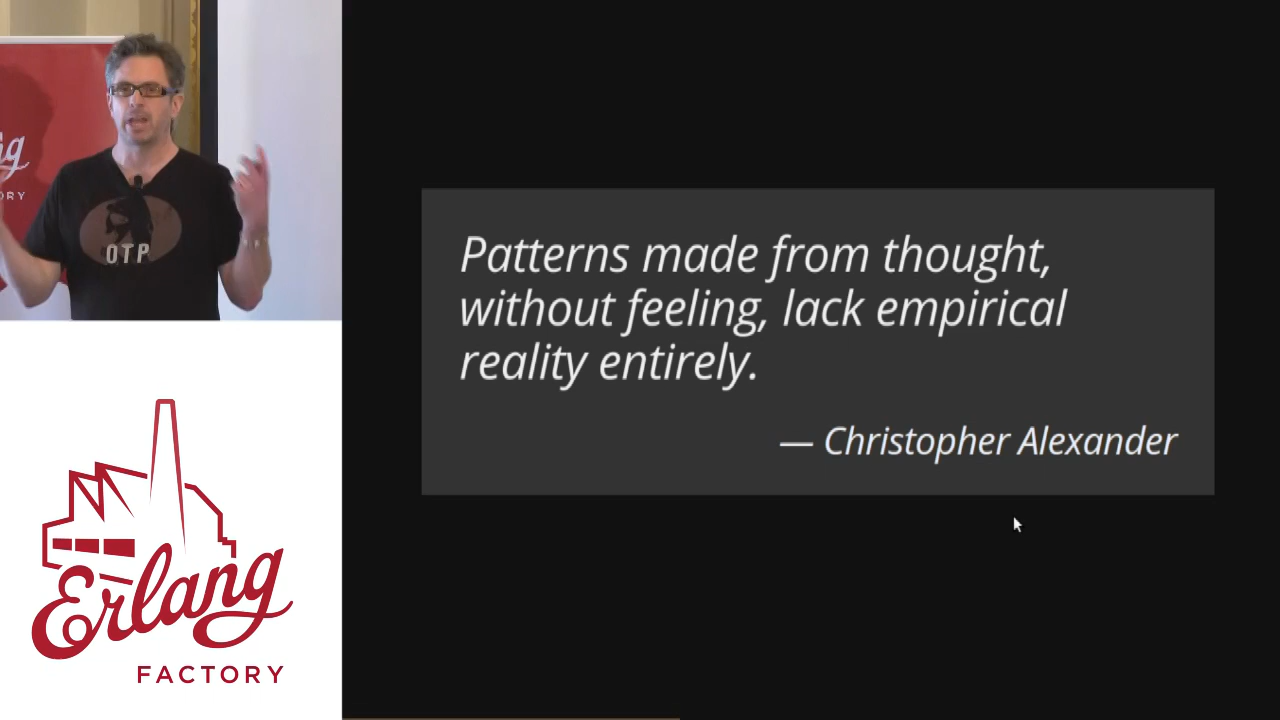 OTP
Patterns made from thought,
without feeling, lack empirical
reality entirely.
— Christopher Alexander
Erlang
FACTORY